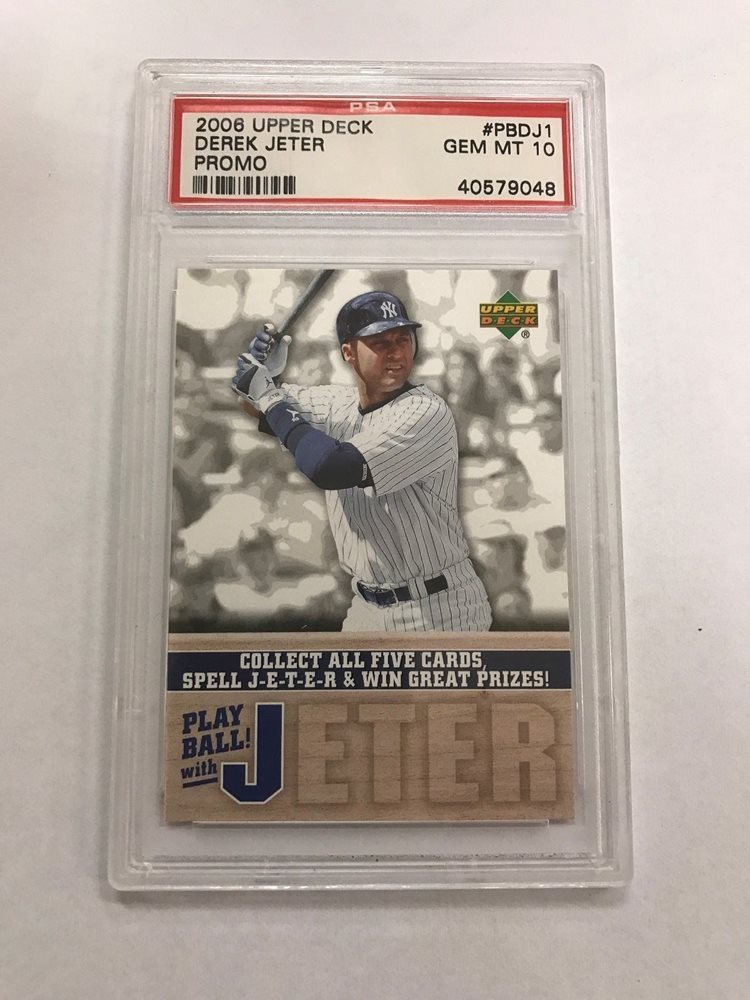 PSA
2006 UPPER DECK #PBDJ1
DEREK JETER GEM MT 10
PROMO
40579048
NY
UPPER
DECK
®
COLLECT ALL FIVE CARDS,
SPELL J-E-T-E-R & WIN GREAT PRIZES!
PLAY
BALL!
with
JETER